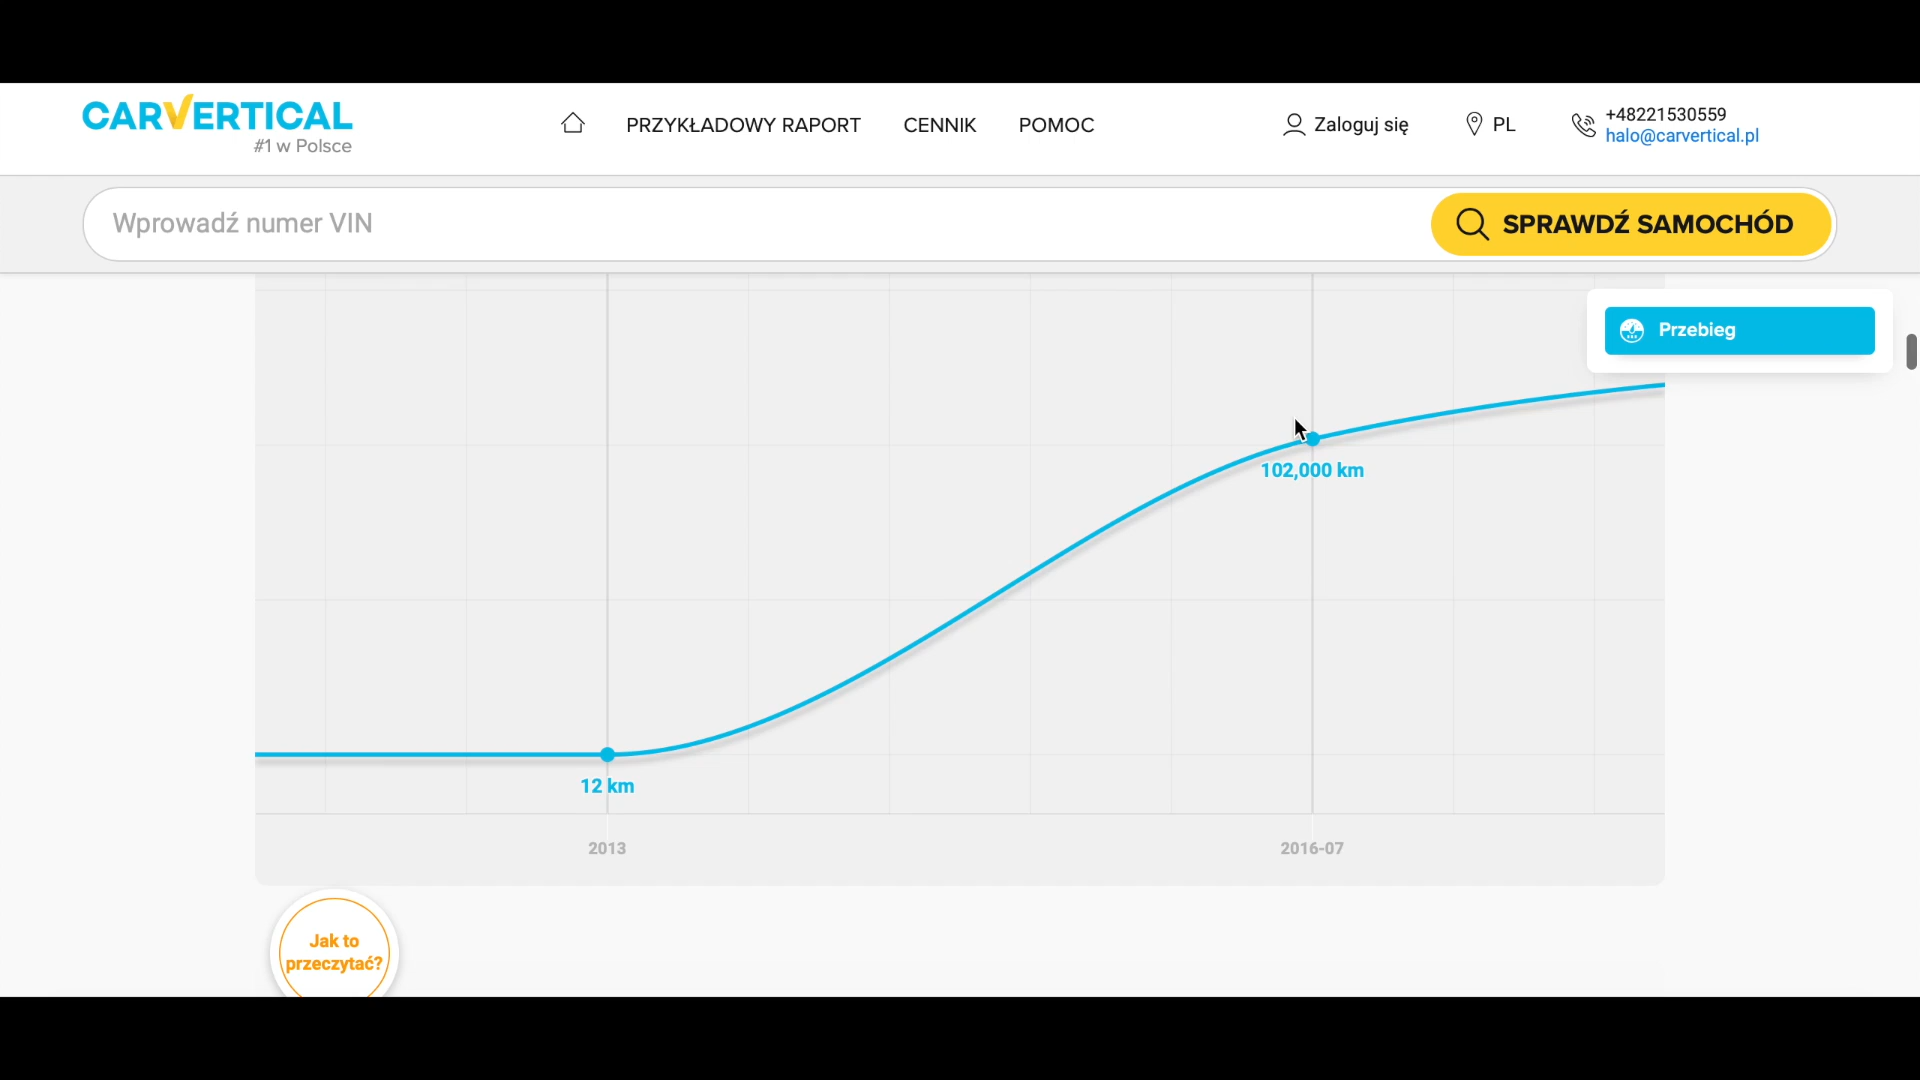 CARVERTICAL
#1 w Polsce
PRZYKŁADOWY RAPORT
CENNIK
POMOC
Zaloguj się
PL
+48221530559
halo@carvertical.pl
Wprowadź numer VIN
SPRAWDŹ SAMOCHÓD
Przebieg
102,000 km
12 km
2013
2016-07
Jak to
przeczytać?